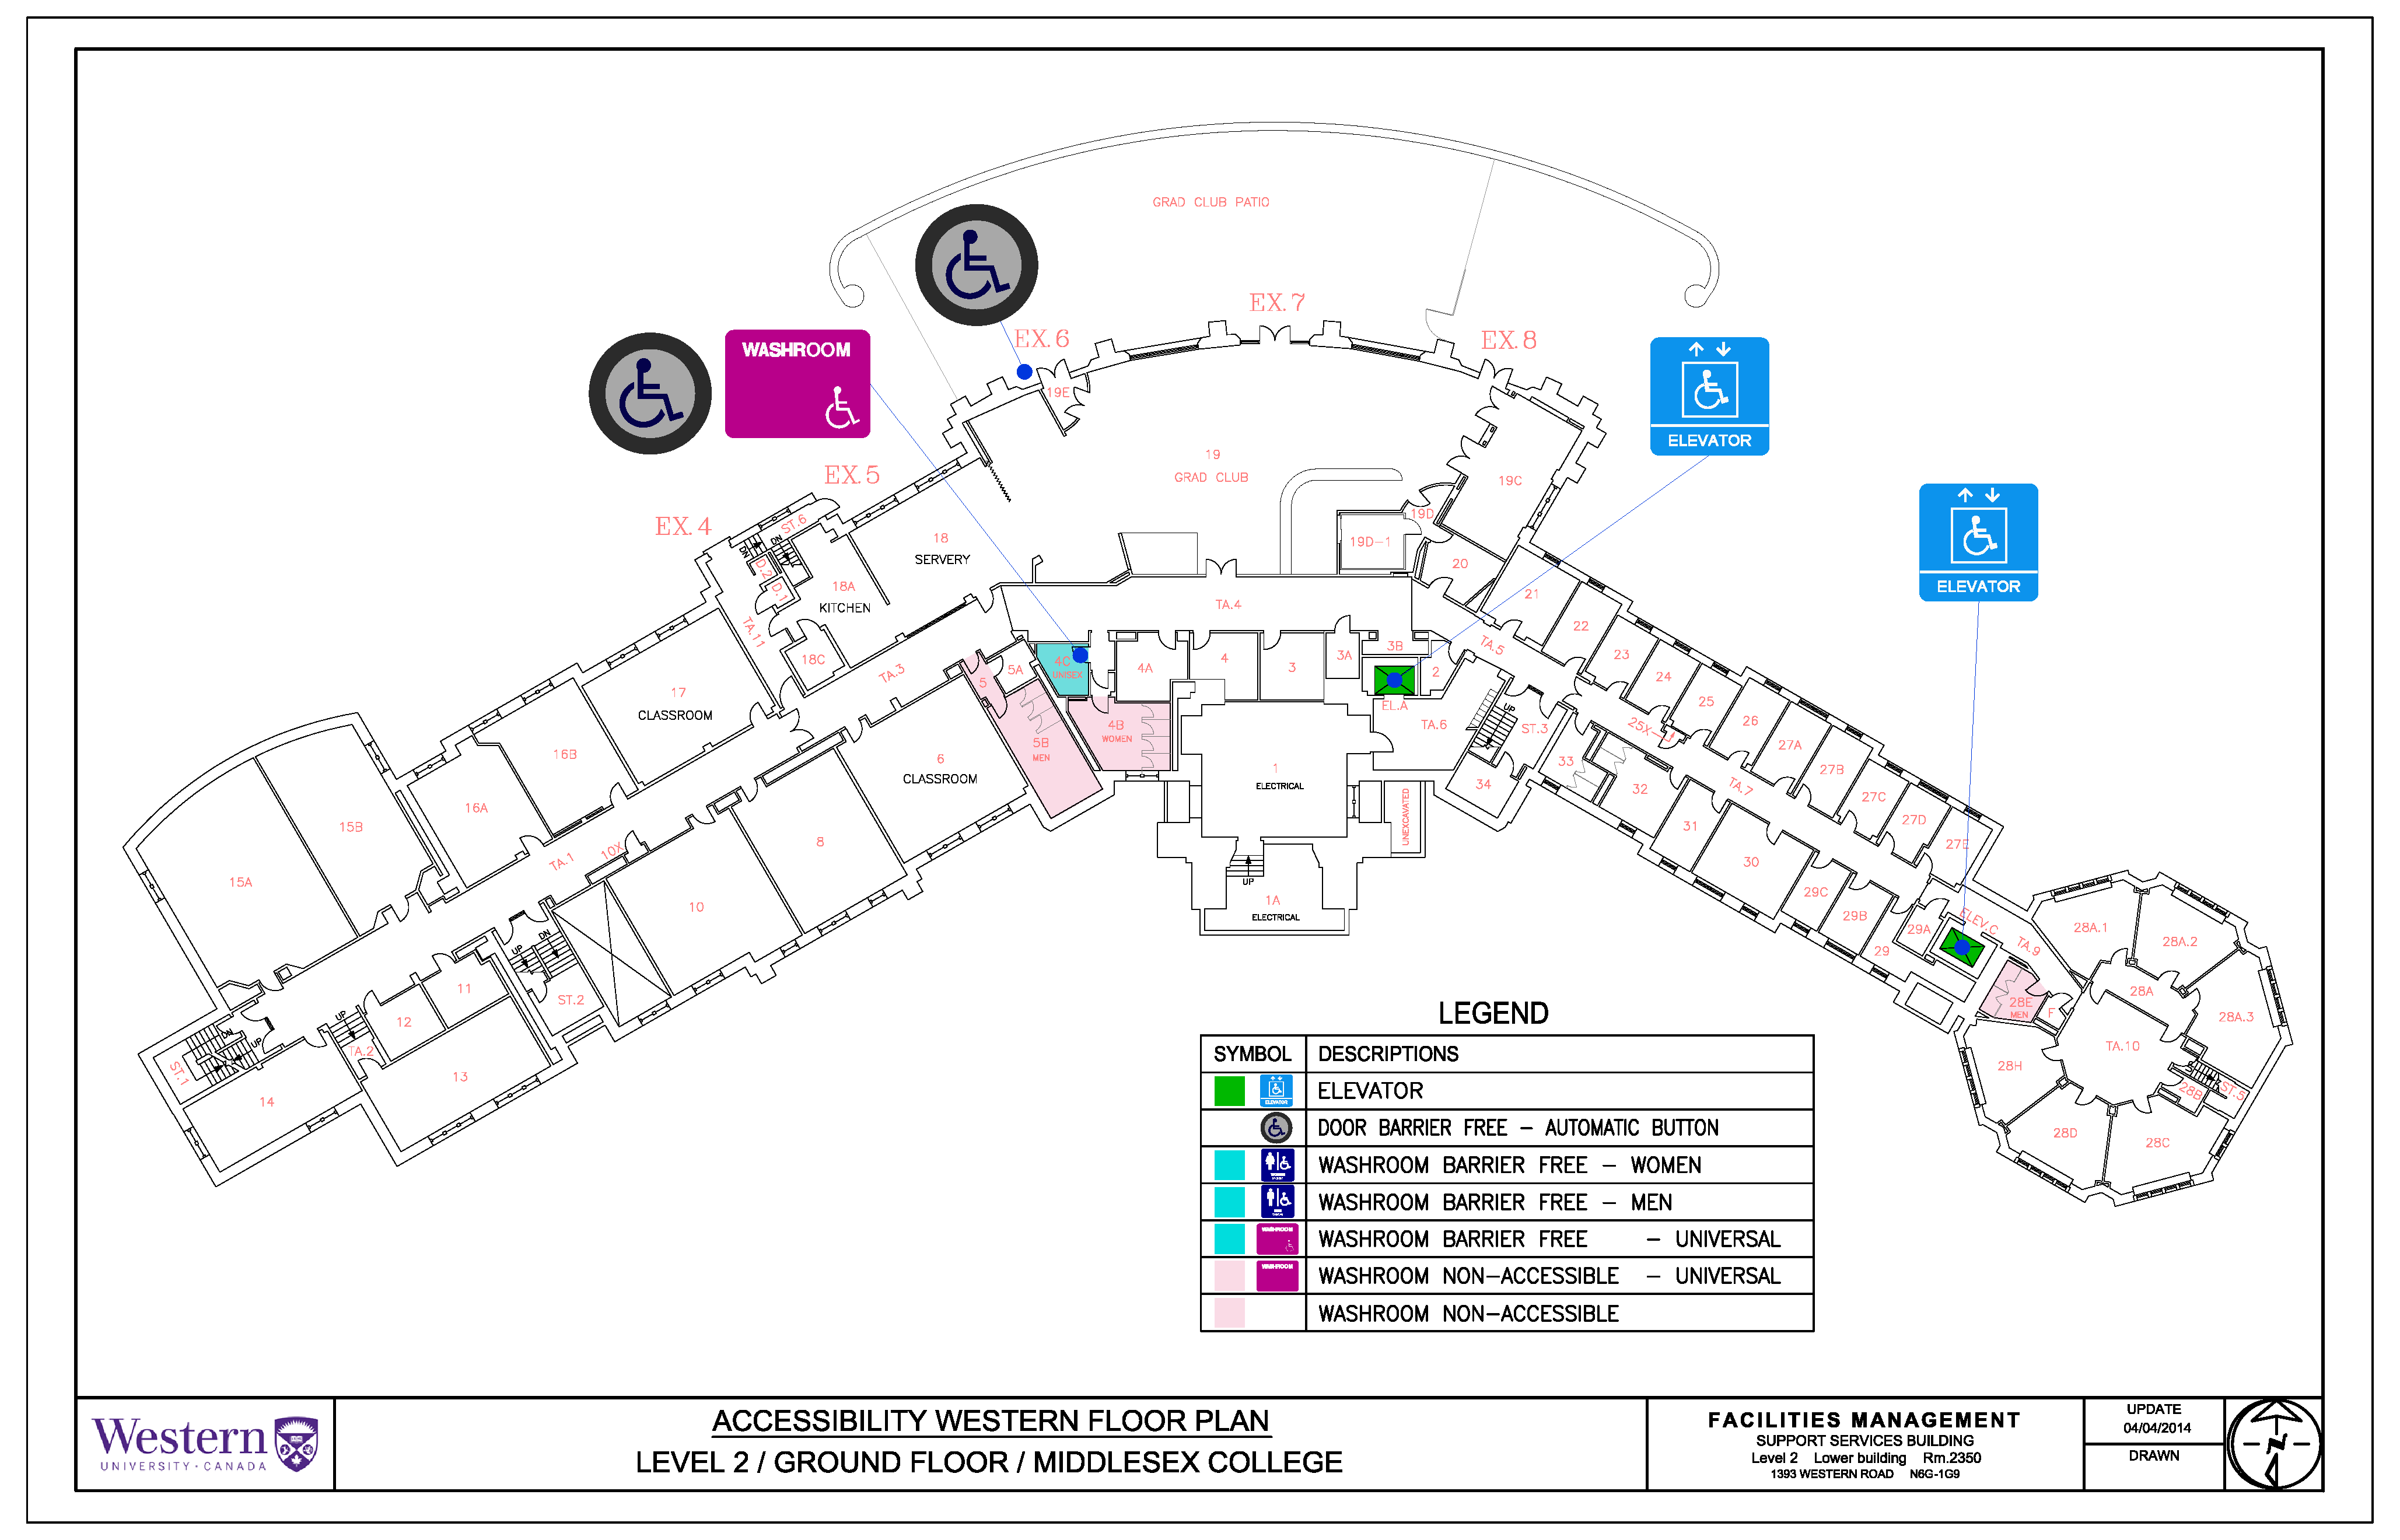 GRAD CLUB PATIO
EX. 7
EX. 6
EX. 8
WASHROOM
ELEVATOR
19E
EX. 5
19
GRAD CLUB
19C
EX. 4
ST.6
19D
DN
DN
18
SERVERY
19D-1
20
D.2
D.1
18A
KITCHEN
ELEVATOR
21
TA.4
22
TA.11
TA.5
3B
23
18C
4C
UNISEX
5A
4A
4
3
3A
2
24
TA.3
5
17
CLASSROOM
EL.A
UP
25
4B
WOMEN
TA.6
ST.3
25X
26
5B
MEN
27A
16B
6
CLASSROOM
1
ELECTRICAL
33
27B
34
32
TA.7
27C
16A
UNEXCAVATED
15B
31
27D
8
27E
10X
TA.1
30
15A
UP
29C
10
1A
ELECTRICAL
29B
ELEV.C
28A.1
29A
TA.9
28A.2
DN
UP
29
11
ST.2
28A
28E
MEN
F
28A.3
UP
12
DN
UP
TA.2
TA.10
ST.1
28H
13
28B
ST.5
14
28D
28C
LEGEND
SYMBOL DESCRIPTIONS
ELEVATOR ELEVATOR
DOOR BARRIER FREE - AUTOMATIC BUTTON
WASHROOM BARRIER FREE - WOMEN
WASHROOM BARRIER FREE - MEN
WASHROOM WASHROOM BARRIER FREE - UNIVERSAL
WASHROOM WASHROOM NON-ACCESSIBLE - UNIVERSAL
WASHROOM NON-ACCESSIBLE
Western
UNIVERSITY · CANADA
ACCESSIBILITY WESTERN FLOOR PLAN
LEVEL 2 / GROUND FLOOR / MIDDLESEX COLLEGE
FACILITIES MANAGEMENT
SUPPORT SERVICES BUILDING
Level 2 Lower building Rm.2350
1393 WESTERN ROAD N6G-1G9
UPDATE
04/04/2014
DRAWN
N